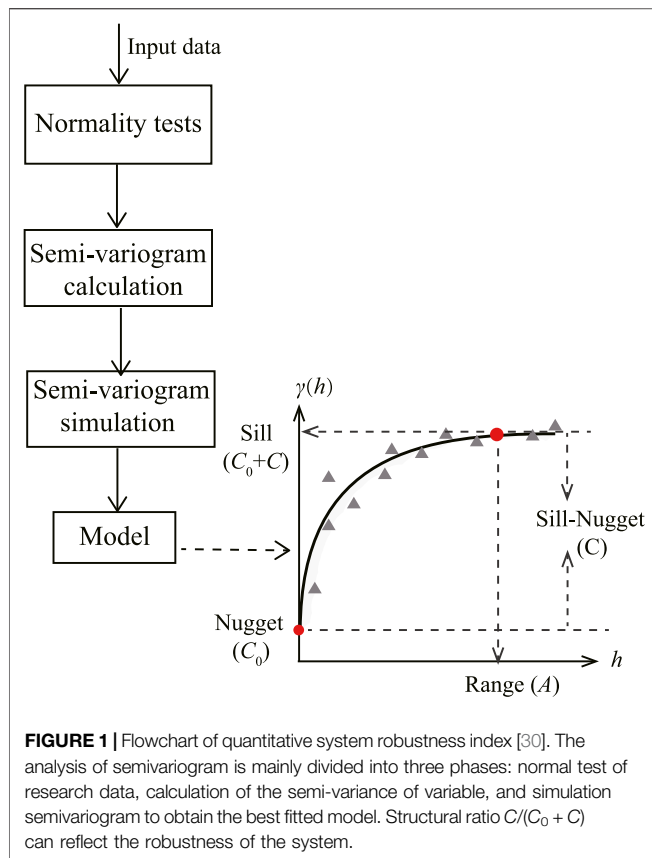 Input data
Normality tests
Semi-variogram
calculation
Semi-variogram
simulation
Model
γ(h)
Sill
(C₀+C)
Sill-Nugget
(C)
Nugget
(C₀)
h
Range (A)
FIGURE 1 | Flowchart of quantitative system robustness index [30]. The
analysis of semivariogram is mainly divided into three phases: normal test of
research data, calculation of the semi-variance of variable, and simulation
semivariogram to obtain the best fitted model. Structural ratio C/(C₀ + C)
can reflect the robustness of the system.